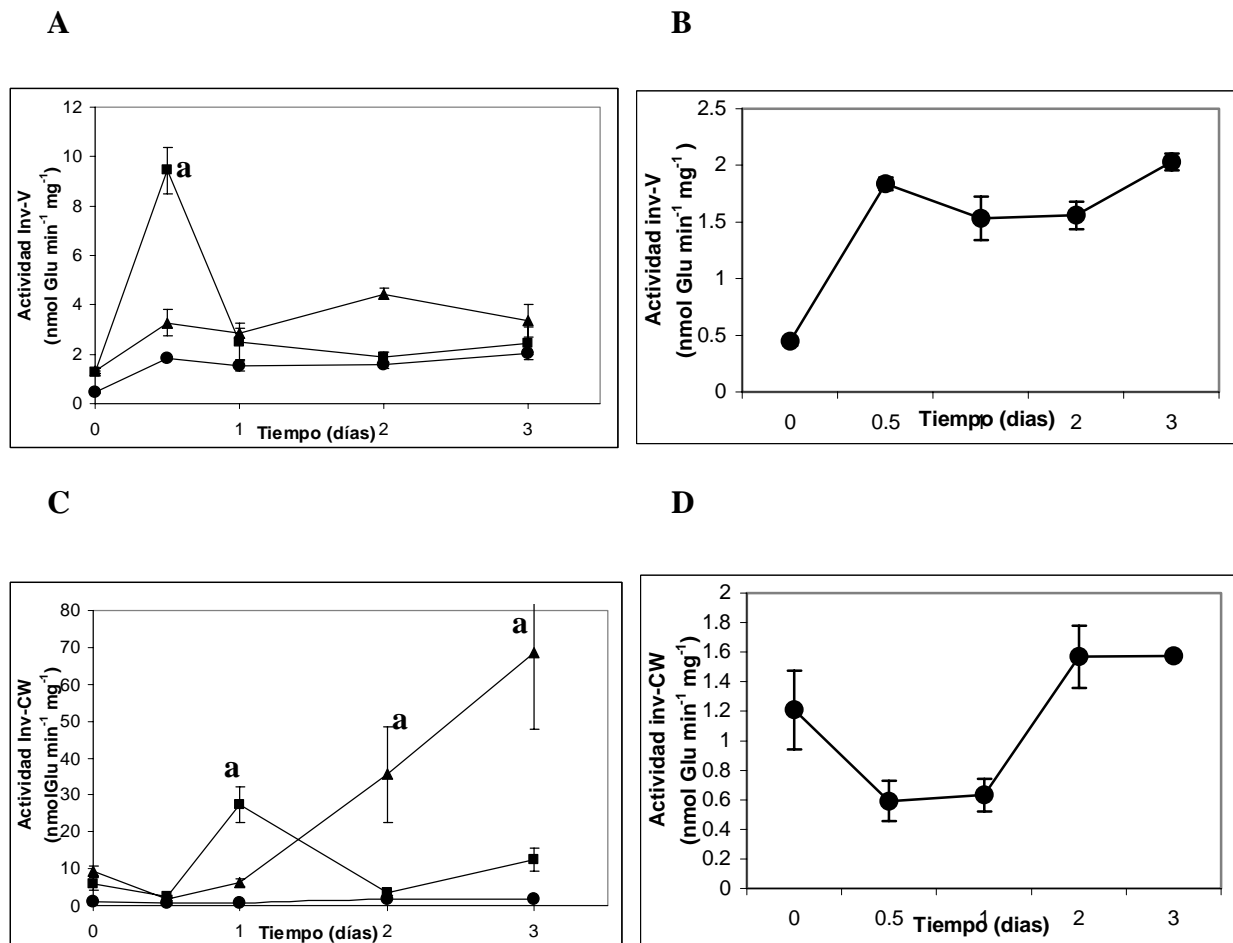 A
B
Actividad Inv-V
(nmol Glu min⁻¹ mg⁻¹)
12
10
8
6
4
2
0
a
0
1
2
3
Tiempo (días)
Actividad inv-V
(nmol Glu min⁻¹ mg⁻¹ )
2.5
2
1.5
1
0.5
0
0
0.5
1
2
3
Tiempo (dias)
C
D
Actividad Inv-CW
(nmolGlu min⁻¹ mg⁻¹)
80
70
60
50
40
30
20
10
0
a
a
a
0
1
2
3
Tiempo (días)
Actividad inv-CW
(nmol Glu min⁻¹ mg⁻¹)
2
1.8
1.6
1.4
1.2
1
0.8
0.6
0.4
0.2
0
0
0.5
1
2
3
Tiempo (dias)